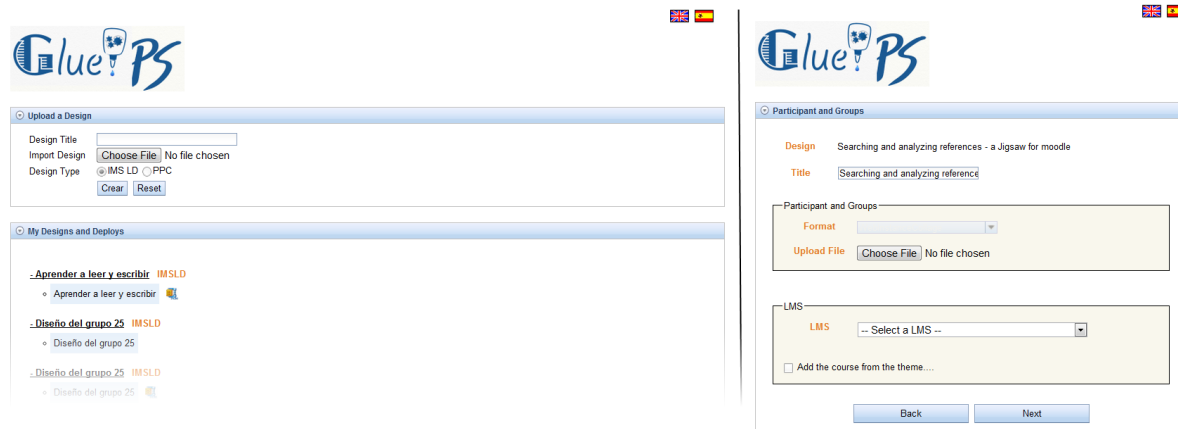 Glue!PS
Upload a Design
Design Title
Import Design Choose File No file chosen
Design Type IMS LD PPC
Crear Reset
My Designs and Deploys
- Aprender a leer y escribir IMSLD
Aprender a leer y escribir
- Diseño del grupo 25 IMSLD
Diseño del grupo 25
- Diseño del grupo 25 IMSLD
Diseño del grupo 25
Glue!PS
Participant and Groups
Design Searching and analyzing references - a Jigsaw for moodle
Title Searching and analyzing reference
Participant and Groups
Format
Upload File Choose File No file chosen
LMS
LMS -- Select a LMS --
Add the course from the theme....
Back Next